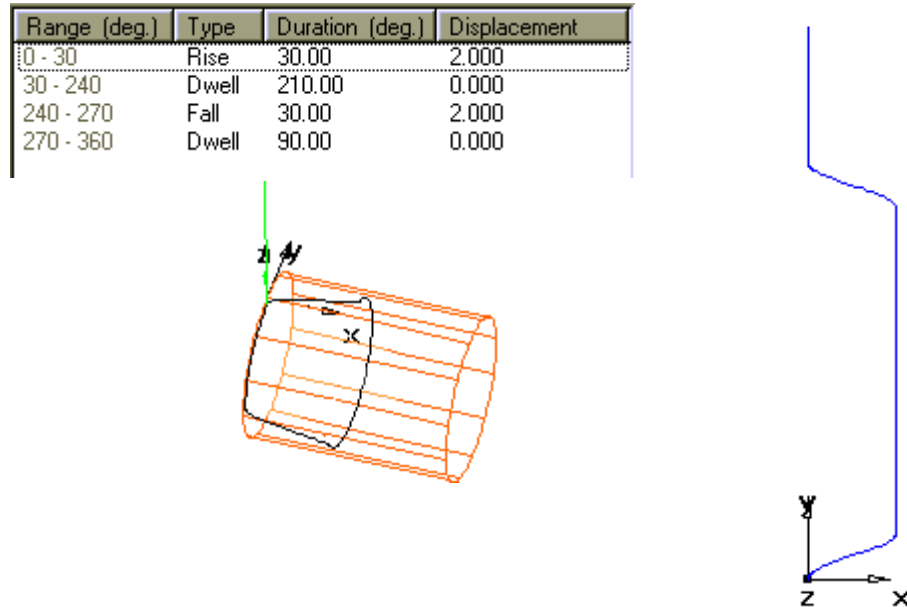 Range (deg.) Type Duration (deg.) Displacement
0 - 30 Rise 30.00 2.000
30 - 240 Dwell 210.00 0.000
240 - 270 Fall 30.00 2.000
270 - 360 Dwell 90.00 0.000
z y
x
y
z x